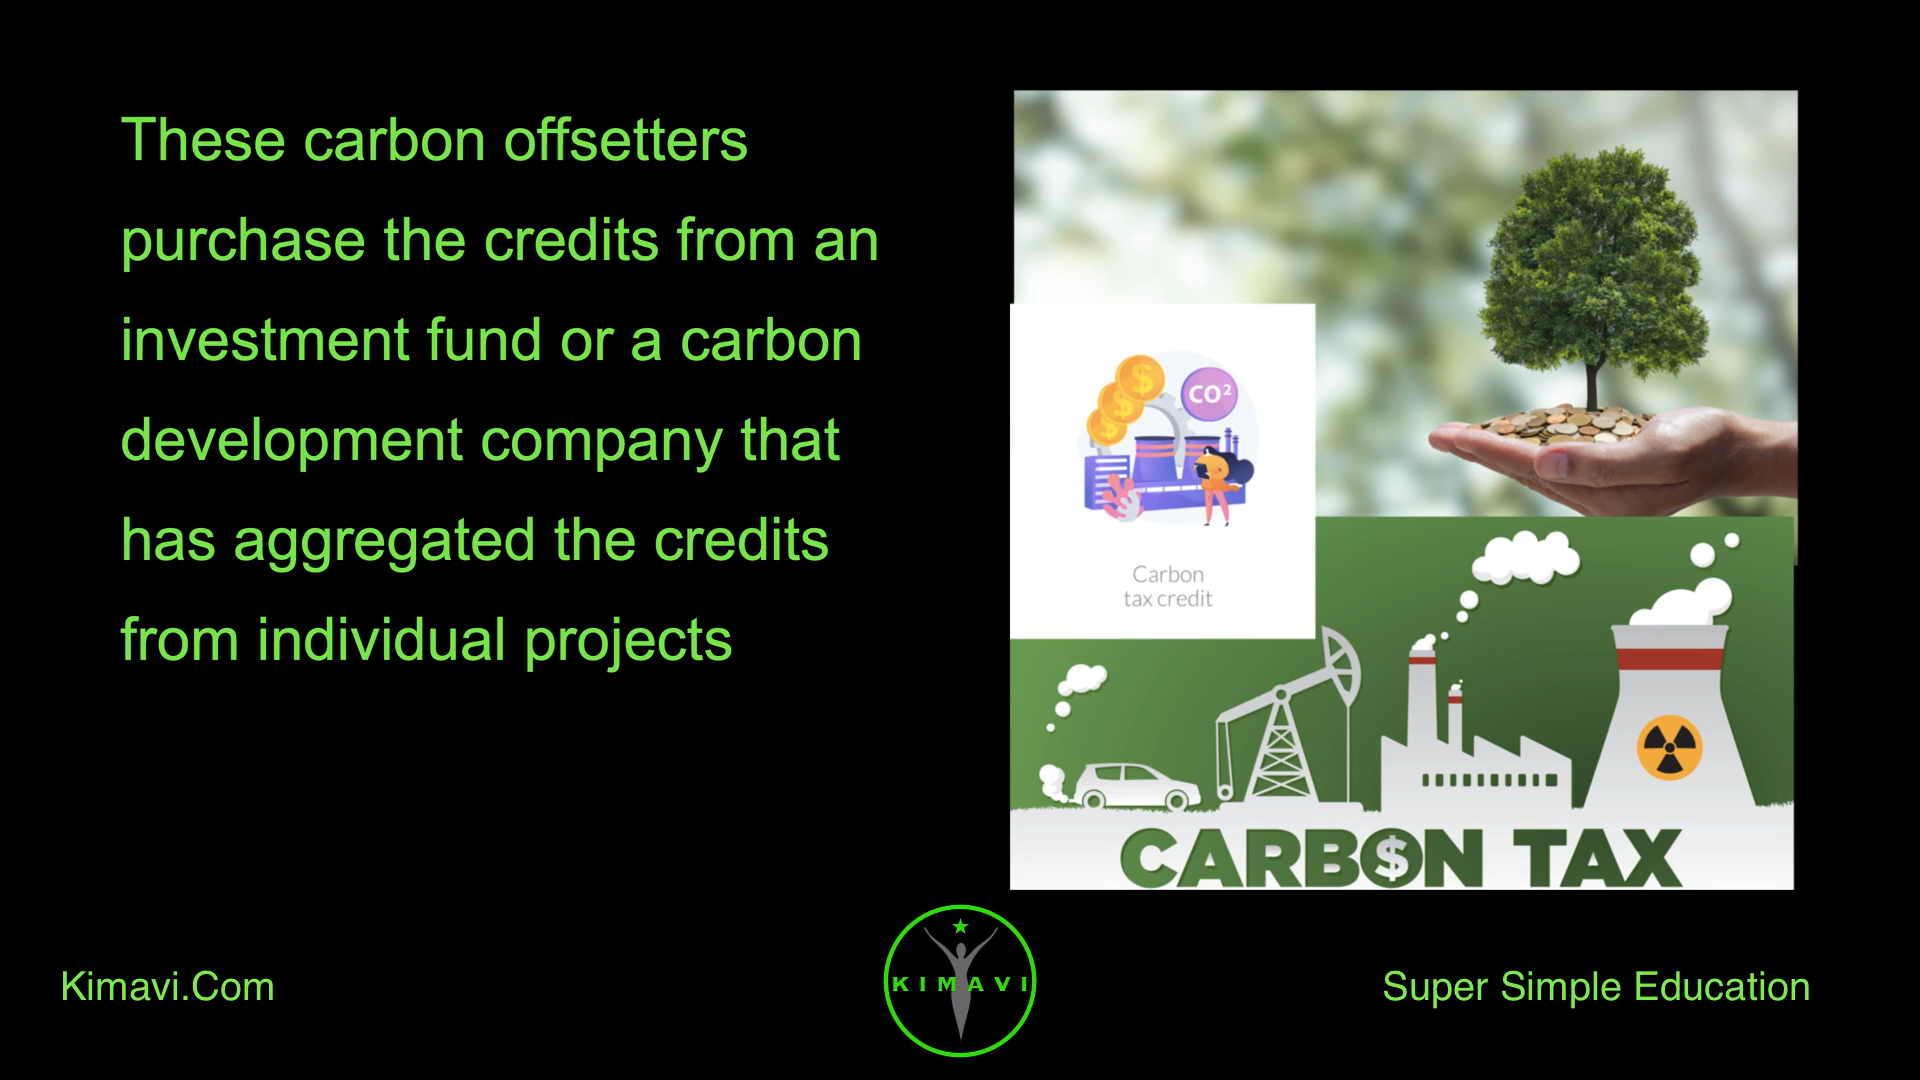 These carbon offsetters
purchase the credits from an
investment fund or a carbon
development company that
has aggregated the credits
from individual projects
$
$
$
CO²
Carbon
tax credit
CARB$N TAX
KIMAVI
Kimavi.Com
Super Simple Education